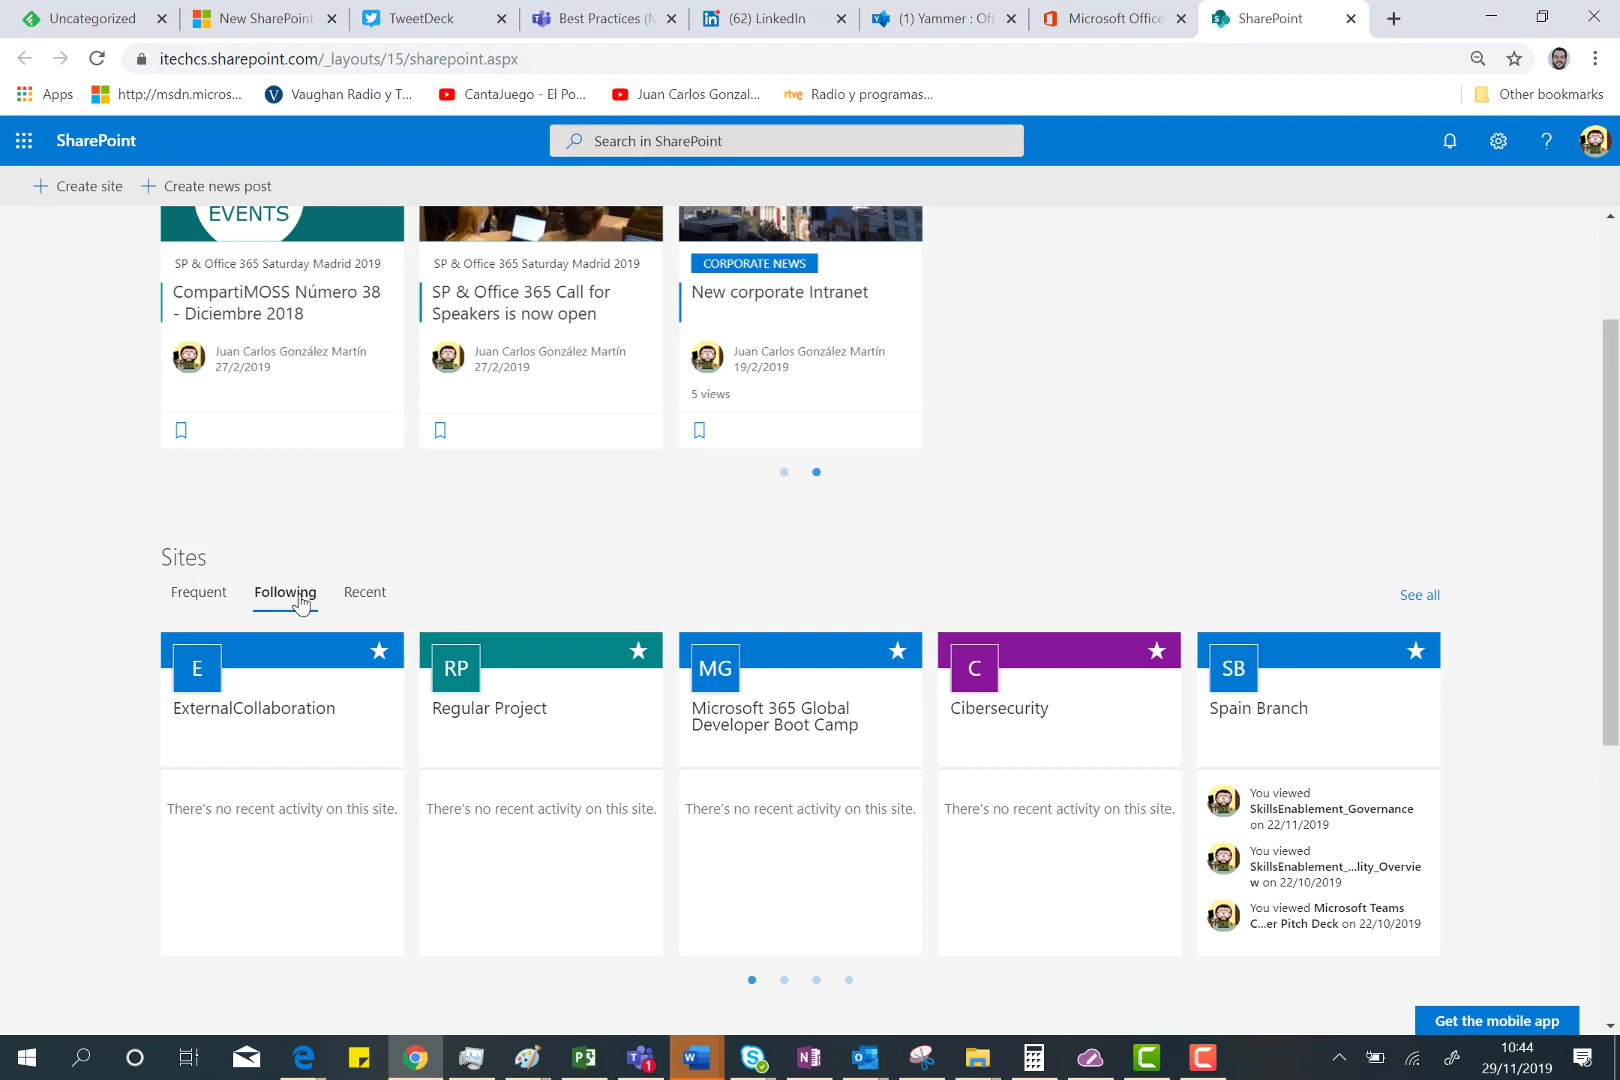 Uncategorized
New SharePoint
TweetDeck
Best Practices (M
(62) LinkedIn
(1) Yammer : Off
Microsoft Office
SharePoint
itechcs.sharepoint.com/_layouts/15/sharepoint.aspx
Apps
http://msdn.micros...
Vaughan Radio y T...
CantaJuego - El Po...
Juan Carlos Gonzal...
rtve
Radio y programas...
Other bookmarks
SharePoint
Search in SharePoint
?
Create site
Create news post
EVENTS
SP & Office 365 Saturday Madrid 2019
CompartiMOSS Número 38
- Diciembre 2018
Juan Carlos González Martín
27/2/2019
SP & Office 365 Saturday Madrid 2019
SP & Office 365 Call for
Speakers is now open
Juan Carlos González Martín
27/2/2019
CORPORATE NEWS
New corporate Intranet
Juan Carlos González Martín
19/2/2019
5 views
Sites
Frequent
Following
Recent
See all
E
ExternalCollaboration
There's no recent activity on this site.
RP
Regular Project
There's no recent activity on this site.
MG
Microsoft 365 Global
Developer Boot Camp
There's no recent activity on this site.
C
Cibersecurity
There's no recent activity on this site.
SB
Spain Branch
You viewed
SkillsEnablement_Governance
on 22/11/2019
You viewed
SkillsEnablement_...lity_Overvie
w on 22/10/2019
You viewed Microsoft Teams
C...er Pitch Deck on 22/10/2019
Get the mobile app
10:44
29/11/2019